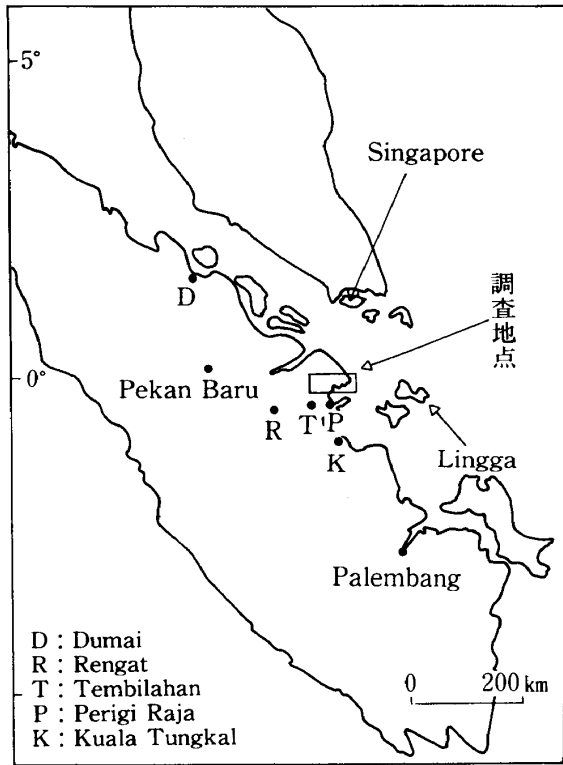 5°
Singapore
調査地点
D
0°
Pekan Baru
R
T
P
K
Lingga
Palembang
D : Dumai
R : Rengat
T : Tembilahan
P : Perigi Raja
K : Kuala Tungkal
0 200 km